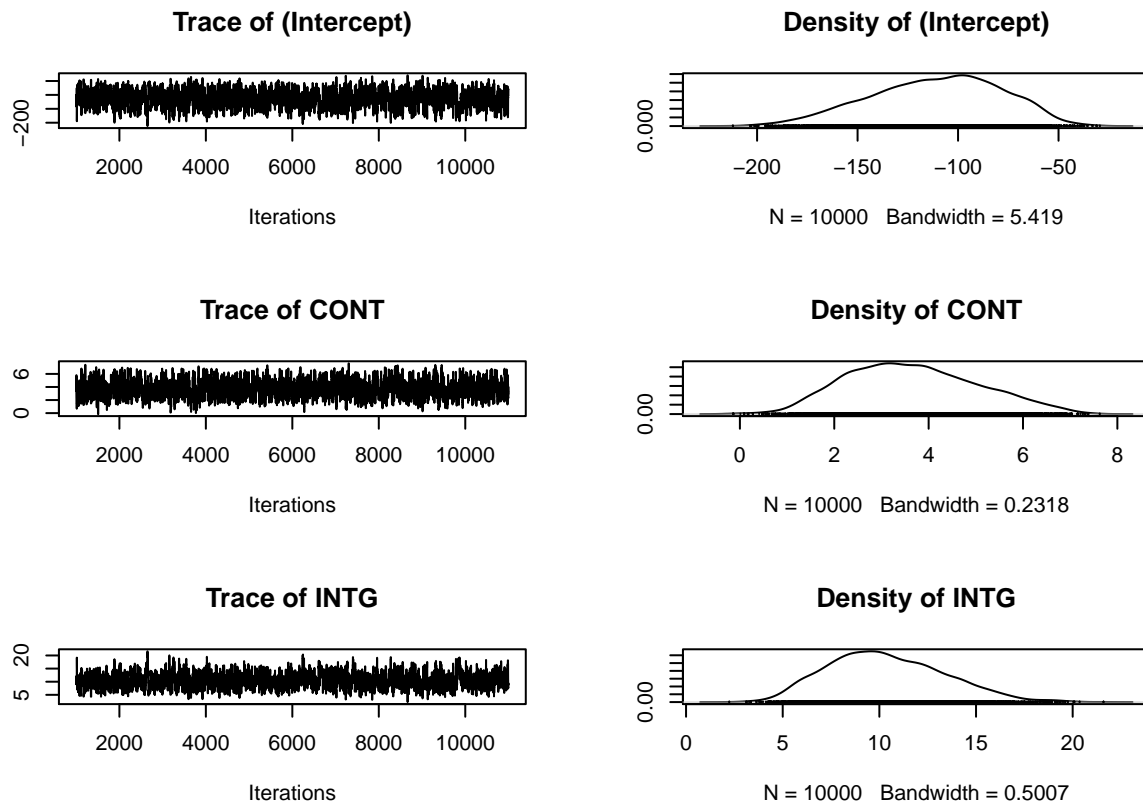 Trace of (Intercept)
−200
2000 4000 6000 8000 10000
Iterations
Density of (Intercept)
0.000
−200 −150 −100 −50
N = 10000 Bandwidth = 5.419
Trace of CONT
6
0
2000 4000 6000 8000 10000
Iterations
Density of CONT
0.00
0 2 4 6 8
N = 10000 Bandwidth = 0.2318
Trace of INTG
20
5
2000 4000 6000 8000 10000
Iterations
Density of INTG
0.00
0 5 10 15 20
N = 10000 Bandwidth = 0.5007